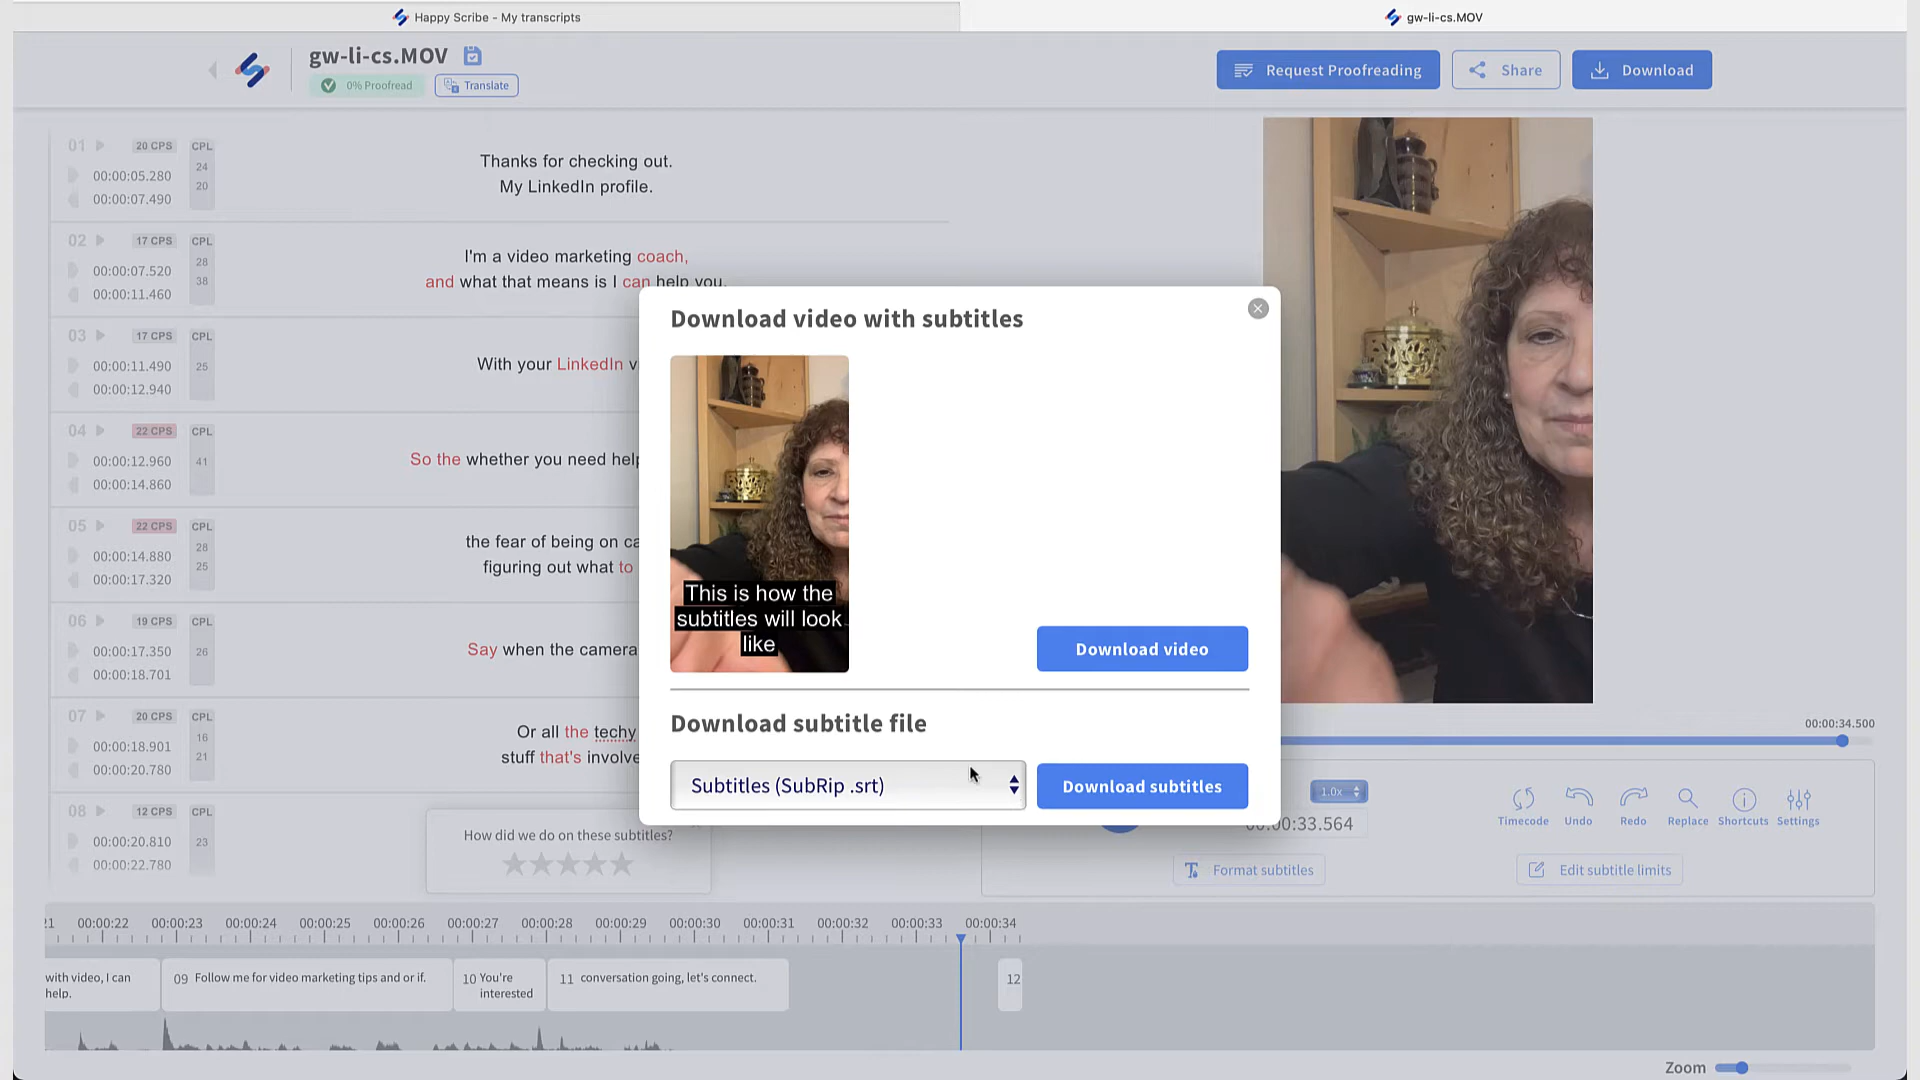 Happy Scribe - My transcripts
gw-li-cs.MOV
gw-li-cs.MOV
0% Proofread
Translate
Request Proofreading
Share
Download
01
20 CPS
CPL
00:00:05.280
00:00:07.490
24
20
Thanks for checking out.
My LinkedIn profile.
02
17 CPS
CPL
00:00:07.520
00:00:11.460
28
38
I'm a video marketing coach,
and what that means is I can help you.
03
17 CPS
CPL
00:00:11.490
00:00:12.940
25
With your LinkedIn
04
22 CPS
CPL
00:00:12.960
00:00:14.860
41
So the whether you need help
05
22 CPS
CPL
00:00:14.880
00:00:17.320
28
25
the fear of being on
figuring out what to
06
19 CPS
CPL
00:00:17.350
00:00:18.701
26
Say when the camera
07
20 CPS
CPL
00:00:18.901
00:00:20.780
16
21
Or all the techy
stuff that's
08
12 CPS
CPL
00:00:20.810
00:00:22.780
23
How did we do on these subtitles?
Download video with subtitles
This is how the
subtitles will look
like
Download video
Download subtitle file
Subtitles (SubRip .srt)
Download subtitles
00:00:34.500
1.0x
00:00:33.564
Timecode
Undo
Redo
Replace
Shortcuts
Settings
Format subtitles
Edit subtitle limits
21 00:00:22 00:00:23 00:00:24 00:00:25 00:00:26 00:00:27 00:00:28 00:00:29 00:00:30 00:00:31 00:00:32 00:00:33 00:00:34
with video, I can
help.
09 Follow me for video marketing tips and or if.
10 You're
interested
11 conversation going, let's connect.
12
Zoom